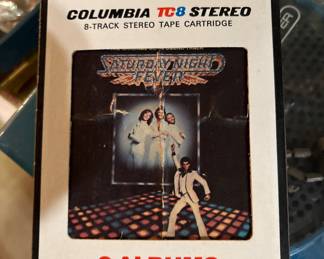 COLUMBIA TC8 STEREO
8-TRACK STEREO TAPE CARTRIDGE
SATURDAY NIGHT
FEVER
2 ALBUMS